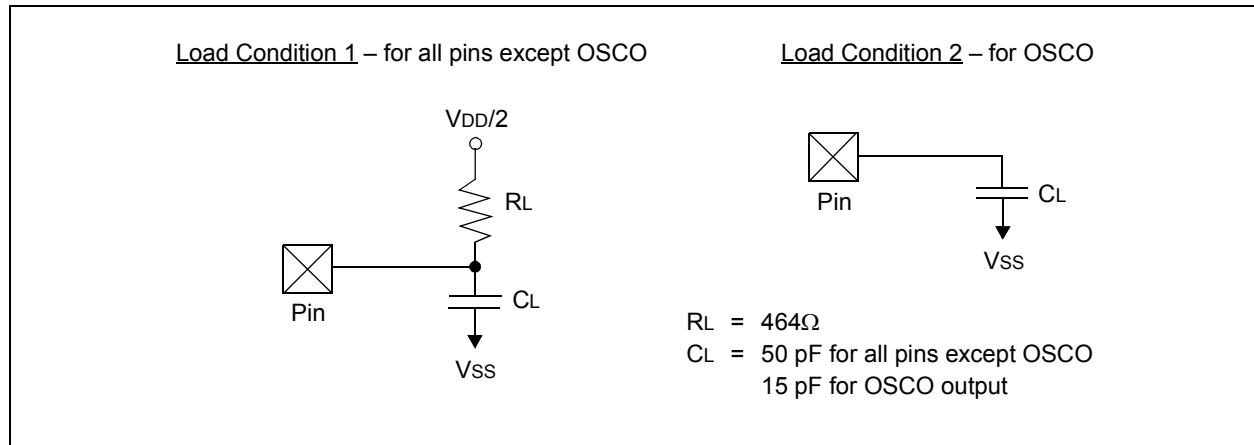 Load Condition 1 – for all pins except OSCO
VDD/2
RL
Pin
CL
VSS
Load Condition 2 – for OSCO
Pin
CL
VSS
RL = 464Ω
CL = 50 pF for all pins except OSCO
15 pF for OSCO output